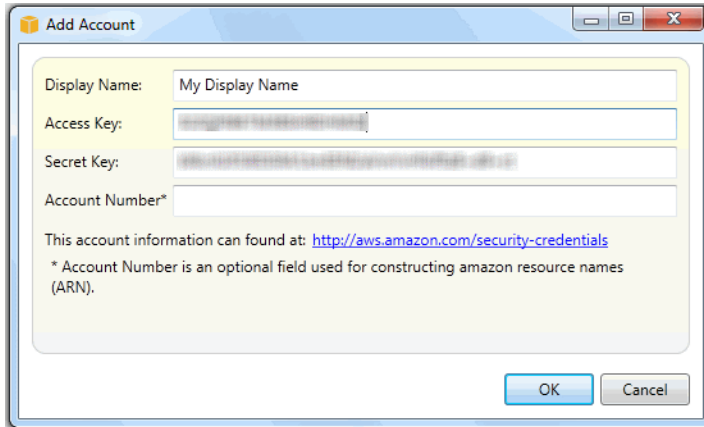 Add Account
Display Name: My Display Name
Access Key:
Secret Key:
Account Number*
This account information can found at: http://aws.amazon.com/security-credentials
* Account Number is an optional field used for constructing amazon resource names
(ARN).
OK Cancel